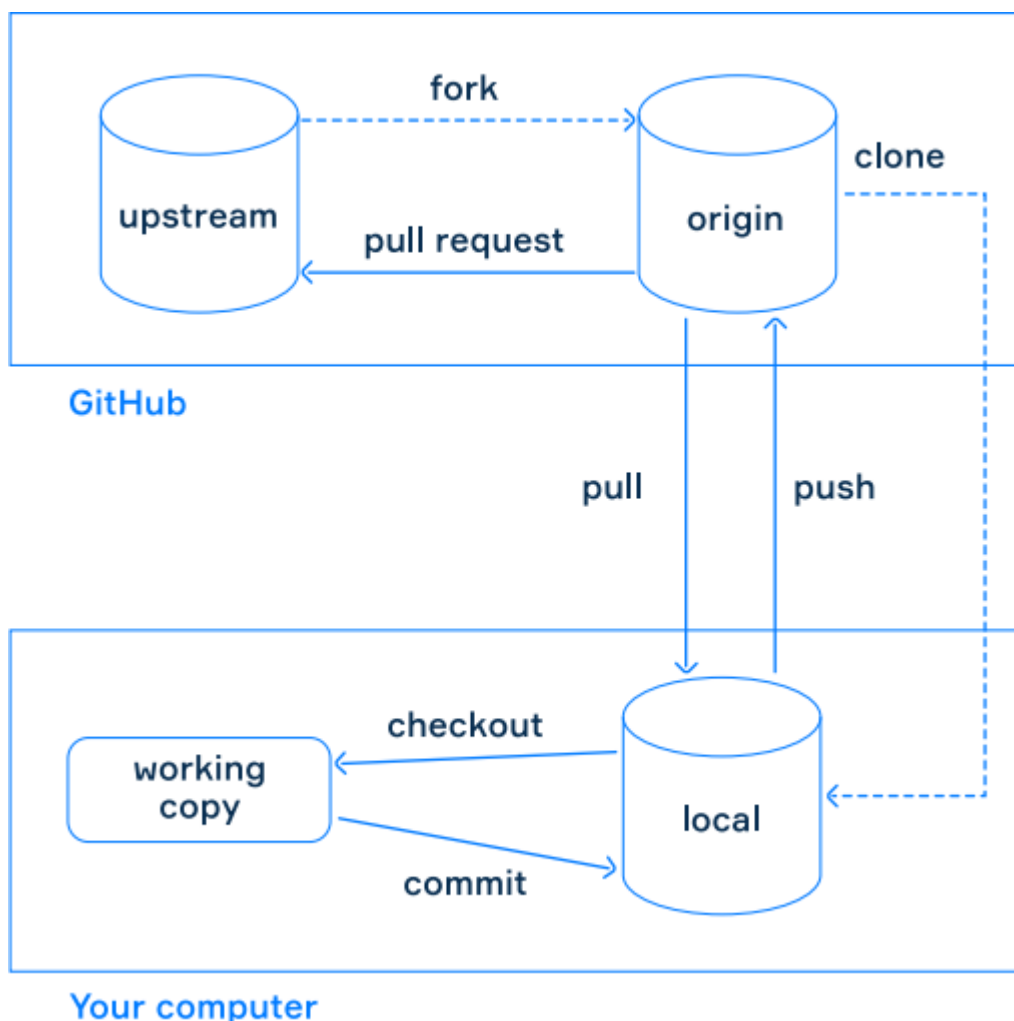 fork
clone
upstream
origin
pull request
GitHub
pull
push
checkout
working
copy
local
commit
Your computer